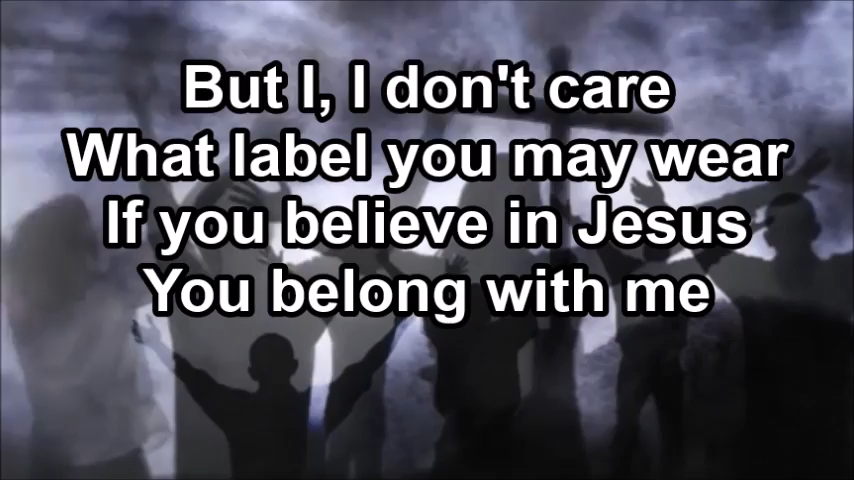 But I, I don't care
What label you may wear
If you believe in Jesus
You belong with me